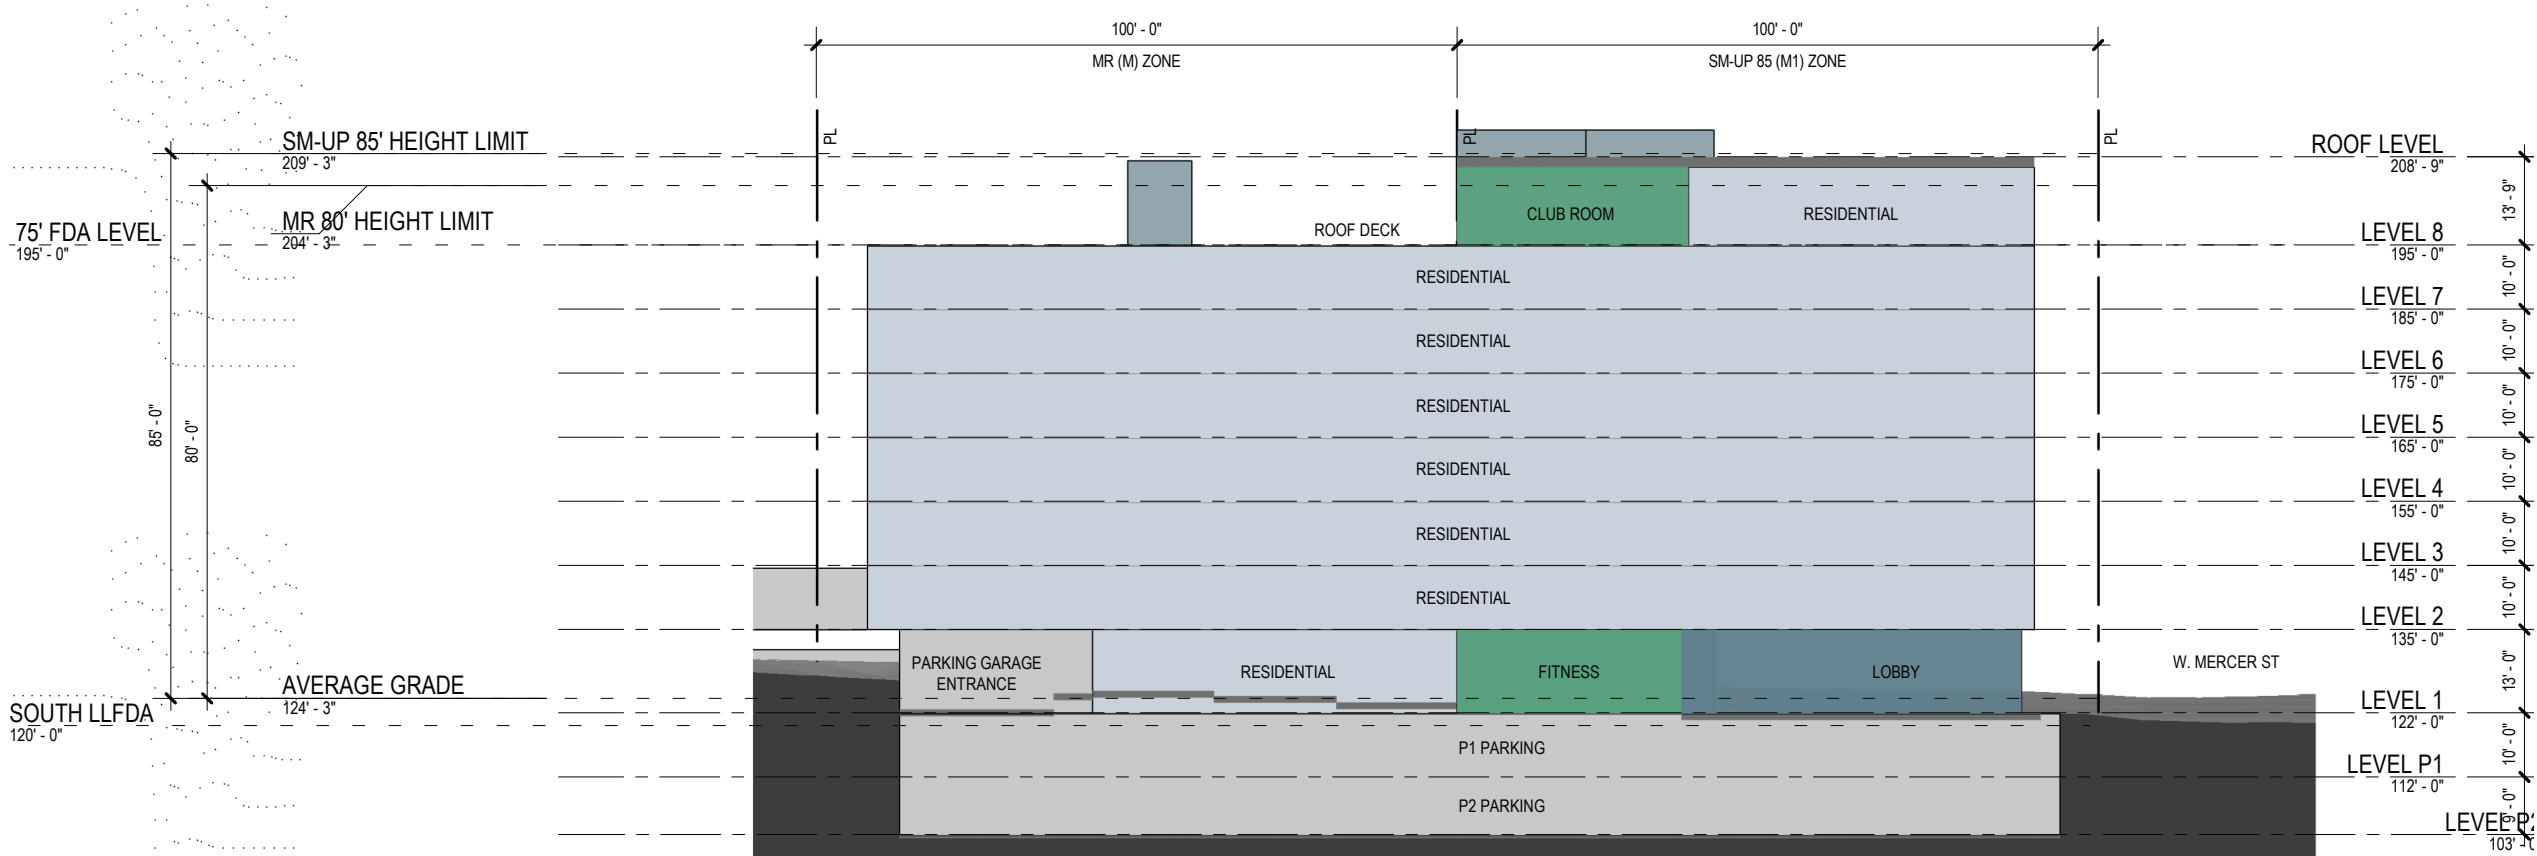 100' - 0"
100' - 0"
MR (M) ZONE
SM-UP 85 (M1) ZONE
PL
PL
PL
SM-UP 85' HEIGHT LIMIT
209' - 3"
ROOF LEVEL
208' - 9"
13' - 9"
MR 80' HEIGHT LIMIT
204' - 3"
CLUB ROOM
RESIDENTIAL
ROOF DECK
75' FDA LEVEL
195' - 0"
LEVEL 8
195' - 0"
RESIDENTIAL
10' - 0"
LEVEL 7
185' - 0"
RESIDENTIAL
10' - 0"
LEVEL 6
175' - 0"
RESIDENTIAL
10' - 0"
85' - 0"
80' - 0"
LEVEL 5
165' - 0"
RESIDENTIAL
10' - 0"
LEVEL 4
155' - 0"
RESIDENTIAL
10' - 0"
LEVEL 3
145' - 0"
RESIDENTIAL
10' - 0"
LEVEL 2
135' - 0"
PARKING GARAGE
ENTRANCE
RESIDENTIAL
FITNESS
LOBBY
W. MERCER ST
13' - 0"
AVERAGE GRADE
124' - 3"
SOUTH LLFDA
120' - 0"
LEVEL 1
122' - 0"
P1 PARKING
10' - 0"
LEVEL P1
112' - 0"
P2 PARKING
9' - 0"
LEVEL P2
103' - 0